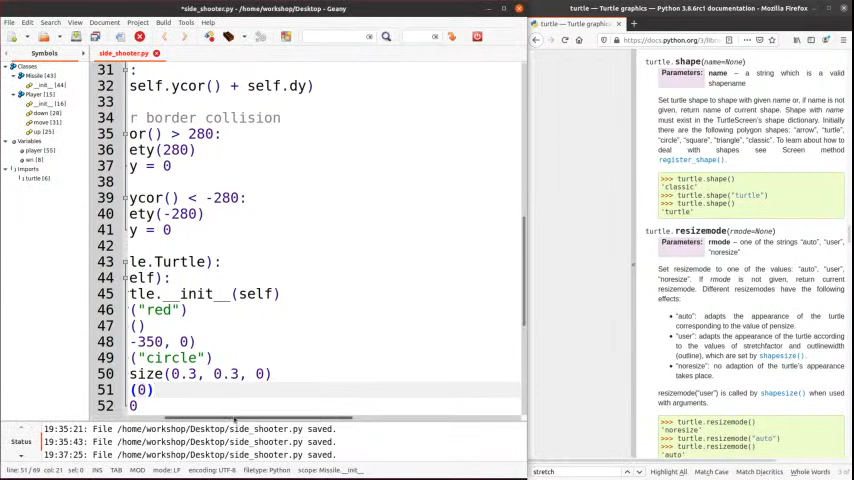 *side_shooter.py - /home/workshop/Desktop - Geany
turtle — Turtle graphics — Python 3.8.6rc1 documentation - Mozilla Firefox
File Edit Search View Document Project Build Tools Help
Symbols
side_shooter.py
Classes
Missile [43]
__init__ [44]
Player [15]
__init__ [16]
down [28]
move [31]
up [25]
Variables
player [55]
wn [8]
Imports
turtle [6]
31 :
32 self.ycor() + self.dy)
33
34 r border collision
35 or() > 280:
36 ety(280)
37 y = 0
38
39 ycor() < -280:
40 ety(-280)
41 y = 0
42
43 le.Turtle):
44 elf):
45 tle.__init__(self)
46 ("red")
47 ()
48 -350, 0)
49 ("circle")
50 size(0.3, 0.3, 0)
51 (0)
52 0
Status
19:35:21: File /home/workshop/Desktop/side_shooter.py saved.
19:35:43: File /home/workshop/Desktop/side_shooter.py saved.
19:37:25: File /home/workshop/Desktop/side_shooter.py saved.
line: 51 / 69 col: 21 sel: 0 INS TAB MOD mode: LF encoding: UTF-8 filetype: Python scope: Missile.__init__
turtle — Turtle graphics
https://docs.python.org/3/libr
turtle.shape(name=None)
Parameters: name – a string which is a valid
shapename
Set turtle shape to shape with given name or, if name is not
given, return name of current shape. Shape with name
must exist in the TurtleScreen's shape dictionary. Initially
there are the following polygon shapes: "arrow", "turtle",
"circle", "square", "triangle", "classic". To learn about how to
deal with shapes see Screen method
register_shape().
>>> turtle.shape()
'classic'
>>> turtle.shape("turtle")
>>> turtle.shape()
'turtle'
turtle.resizemode(rmode=None)
Parameters: rmode – one of the strings "auto", "user",
"noresize"
Set resizemode to one of the values: "auto", "user",
"noresize". If rmode is not given, return current
resizemode. Different resizemodes have the following
effects:
• "auto": adapts the appearance of the turtle
corresponding to the value of pensize.
• "user": adapts the appearance of the turtle according
to the values of stretchfactor and outlinewidth
(outline), which are set by shapesize().
• "noresize": no adaption of the turtle's appearance
takes place.
resizemode("user") is called by shapesize() when used
with arguments.
>>> turtle.resizemode()
'noresize'
>>> turtle.resizemode("auto")
>>> turtle.resizemode()
'auto'
stretch
Highlight All Match Case Match Diacritics Whole Words